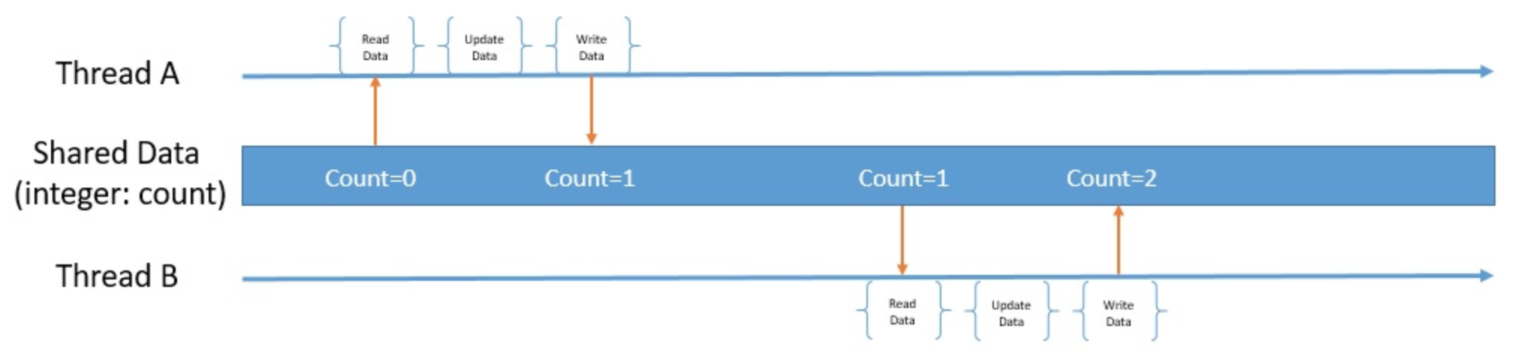 Read
Data
Update
Data
Write
Data
Thread A
Shared Data
(integer: count)
Count=0
Count=1
Count=1
Count=2
Thread B
Read
Data
Update
Data
Write
Data